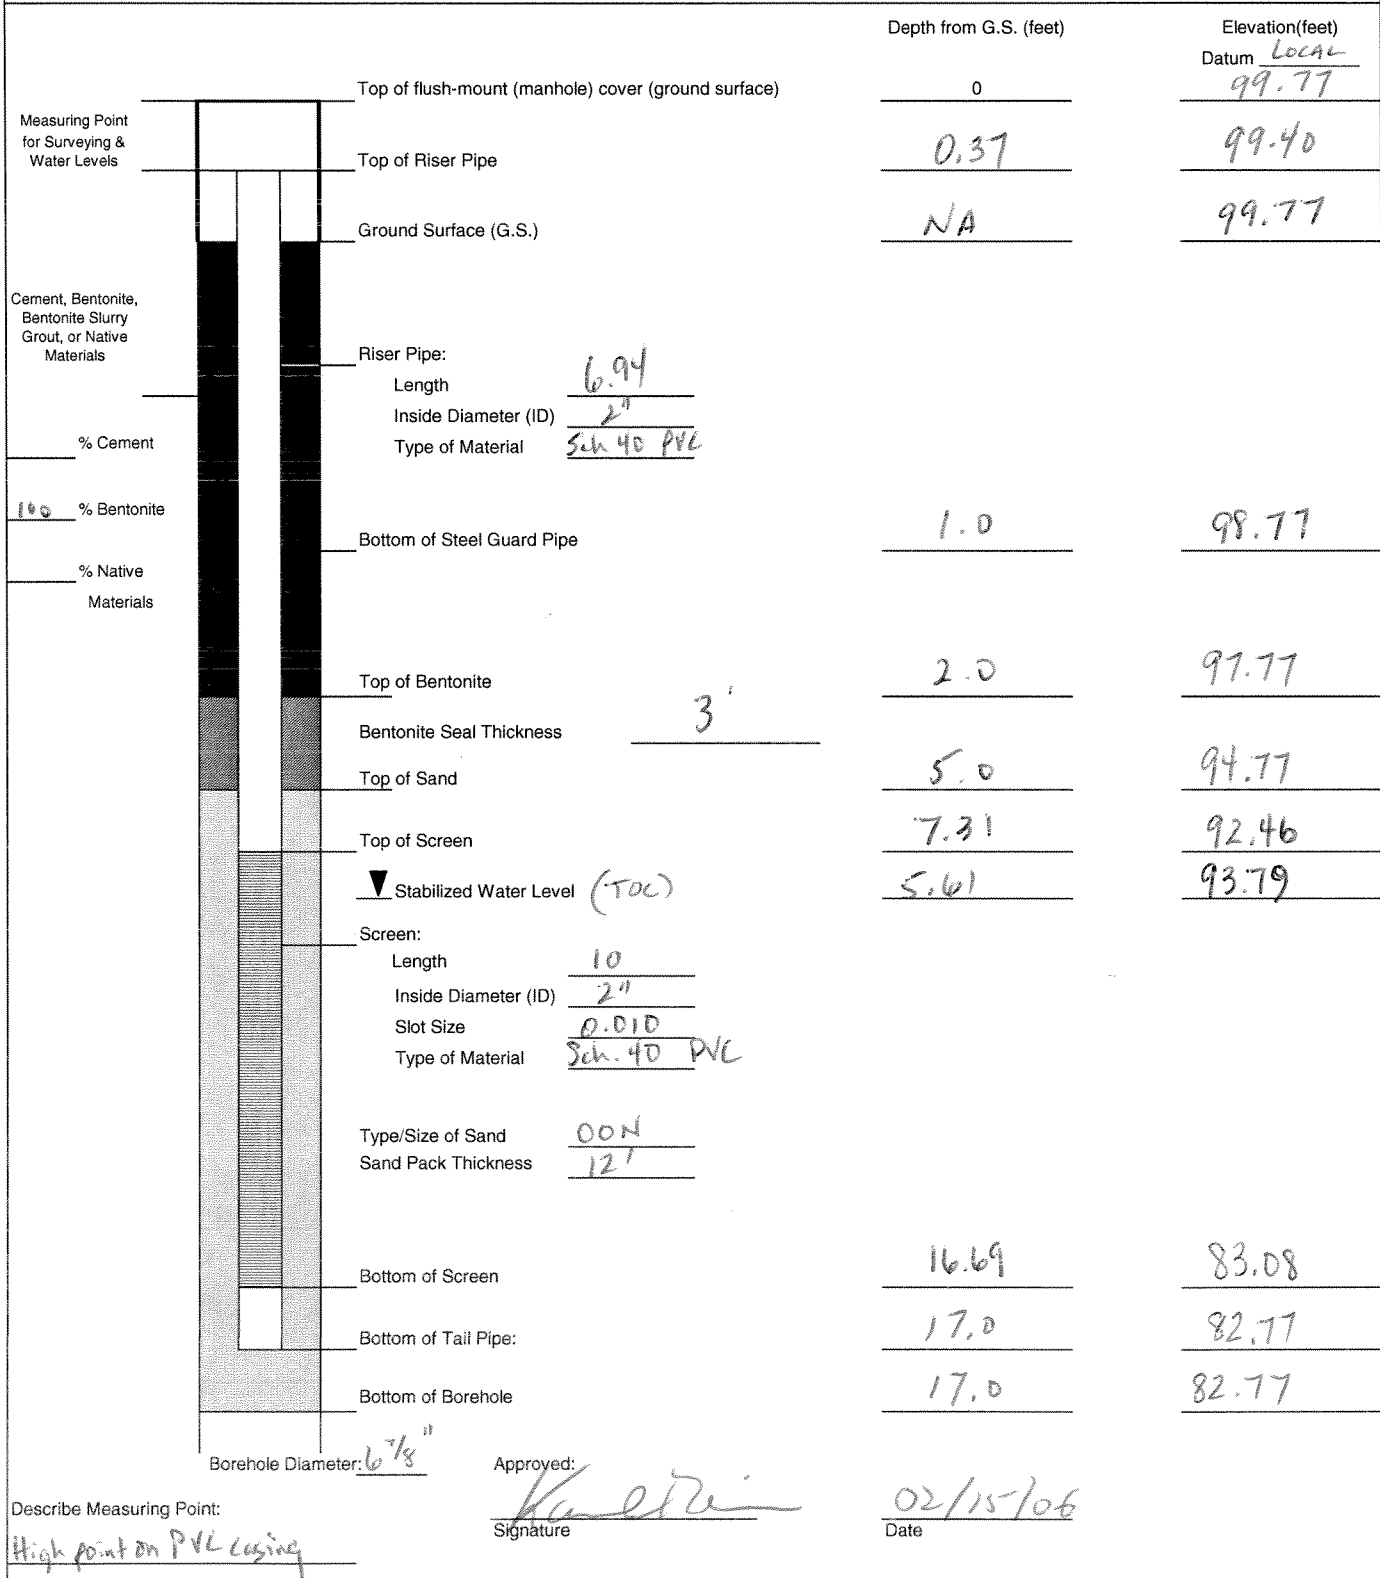 Depth from G.S. (feet) Elevation(feet)
Datum LOCAL
Top of flush-mount (manhole) cover (ground surface) 0 99.77
Measuring Point
for Surveying &
Water Levels
Top of Riser Pipe 0.37 99.40
Ground Surface (G.S.) NA 99.77
Cement, Bentonite,
Bentonite Slurry
Grout, or Native
Materials
Riser Pipe:
Length 6.94
Inside Diameter (ID) 2"
Type of Material Sch 40 PVC
% Cement
100 % Bentonite
Bottom of Steel Guard Pipe 1.0 98.77
% Native
Materials
Top of Bentonite 2.0 97.77
Bentonite Seal Thickness 3'
Top of Sand 5.0 94.77
Top of Screen 7.31 92.46
Stabilized Water Level (TOC) 5.61 93.79
Screen:
Length 10
Inside Diameter (ID) 2"
Slot Size 0.010
Type of Material Sch. 40 PVC
Type/Size of Sand OON
Sand Pack Thickness 12'
Bottom of Screen 16.69 83.08
Bottom of Tail Pipe: 17.0 82.77
Bottom of Borehole 17.0 82.77
Borehole Diameter: 6 7/8" Approved:
Describe Measuring Point:
Signature
02/15/06
Date
High point on PVC casing